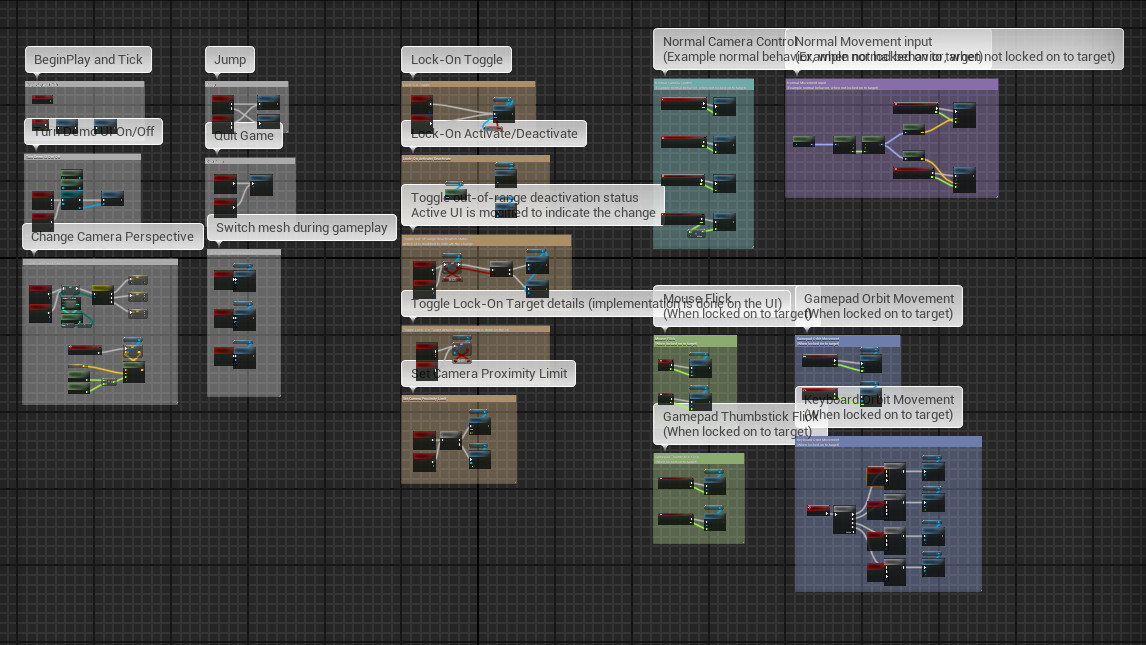 BeginPlay and Tick
Turn Demo UI On/Off
Change Camera Perspective
Jump
Quit Game
Switch mesh during gameplay
Lock-On Toggle
Lock-On Activate/Deactivate
Toggle out-of-range deactivation status
Active UI is modified to indicate the change
Toggle Lock-On Target details (implementation is done on the UI)
Set Camera Proximity Limit
Normal Camera Control
(Example normal behavior, when not locked on to target)
Normal Movement input
(Example normal behavior, when not locked on to target)
Mouse Flick
(When locked on to target)
Gamepad Orbit Movement
(When locked on to target)
Gamepad Thumbstick Flick
(When locked on to target)
Keyboard Orbit Movement
(When locked on to target)